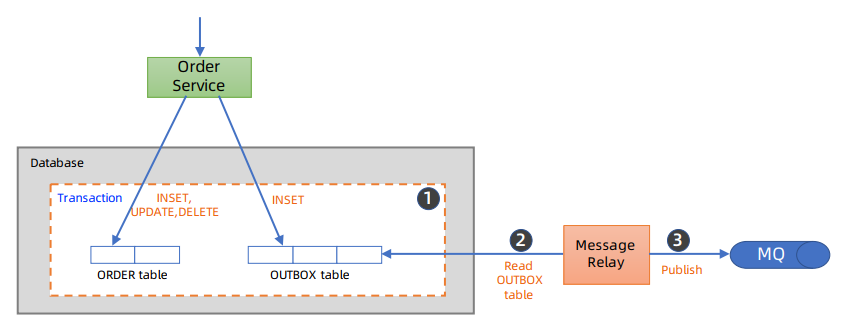 Order
Service
Database
Transaction
INSET,
UPDATE,DELETE
INSET
1
ORDER table
OUTBOX table
2
Read
OUTBOX
table
Message
Relay
3
Publish
MQ